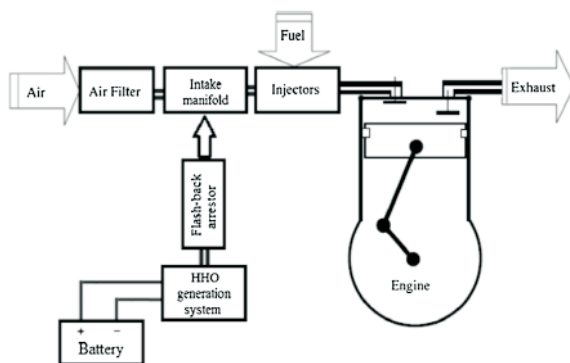 Fuel
Air
Air Filter
Intake
manifold
Injectors
Exhaust
Flash-back
arrestor
HHO
generation
system
Engine
+ −
Battery